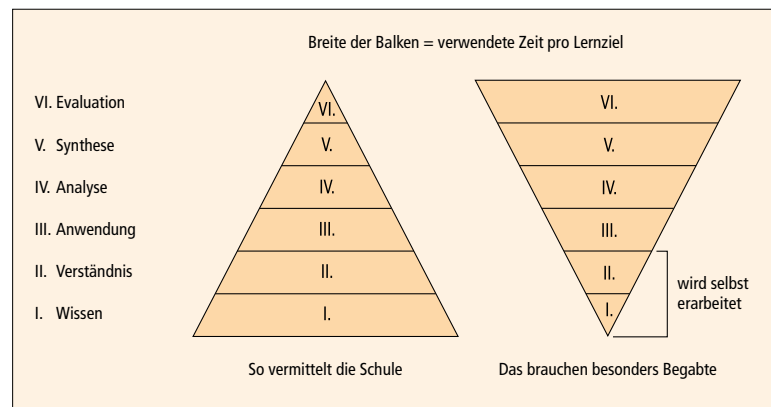 Breite der Balken = verwendete Zeit pro Lernziel
VI. Evaluation
V. Synthese
IV. Analyse
III. Anwendung
II. Verständnis
I. Wissen
VI.
V.
IV.
III.
II.
I.
So vermittelt die Schule
VI.
V.
IV.
III.
II.
I.
wird selbst
erarbeitet
Das brauchen besonders Begabte